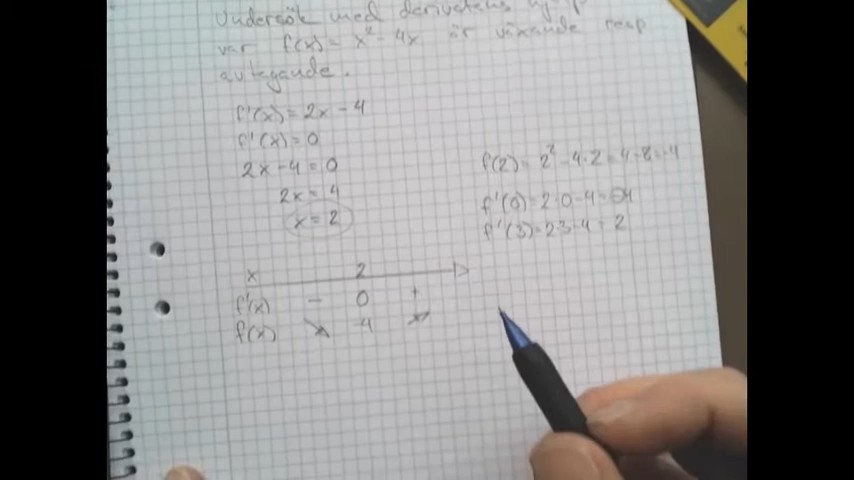 Undersök med derivatans hjälp
var f(x) = x² - 4x är växande resp
avtagande.
f'(x) = 2x - 4
f'(x) = 0
2x - 4 = 0
2x = 4
x = 2
f(2) = 2² - 4·2 = 4 - 8 = -4
f'(0) = 2·0 - 4 = -4
f'(3) = 2·3 - 4 = 2
x 2
f'(x) - 0 +
f(x) ↘ -4 ↗